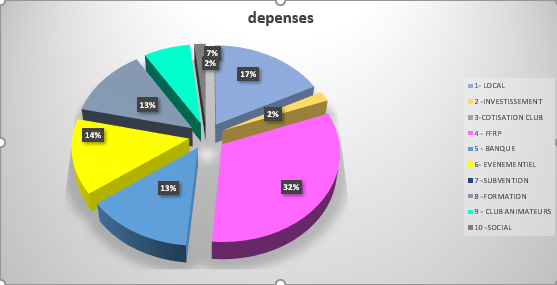 depenses
7%
2%
17%
2%
13%
14%
32%
13%
1- LOCAL
2 -INVESTISSEMENT
3-COTISATION CLUB
4 - FFRP
5 - BANQUE
6- EVENEMENTIEL
7 -SUBVENTION
8 -FORMATION
9 - CLUB ANIMATEURS
10 -SOCIAL